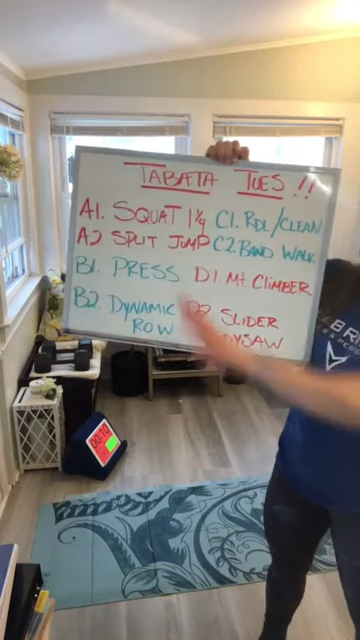 TABATA TUES !!
A1. SQUAT 1¼
A2 SPLIT JUMP
B1. PRESS
B2. DYNAMIC
ROW
C1. RDL/CLEAN
C2. BAND WALK
D1 Mt. CLIMBER
D2 SLIDER